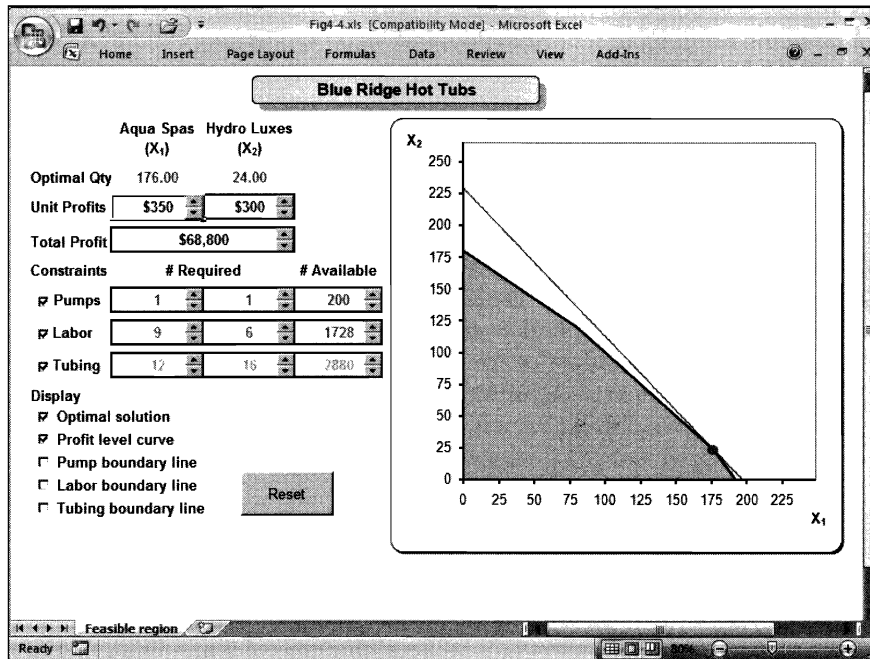 Fig4-4.xls [Compatibility Mode] - Microsoft Excel
Home Insert Page Layout Formulas Data Review View Add-Ins
Blue Ridge Hot Tubs
Aqua Spas Hydro Luxes
(X₁) (X₂)
Optimal Qty 176.00 24.00
Unit Profits $350 $300
Total Profit $68,800
Constraints # Required # Available
Pumps 1 1 200
Labor 9 6 1728
Tubing 12 16 2880
Display
Optimal solution
Profit level curve
Pump boundary line
Labor boundary line
Tubing boundary line
Reset
X₂
250
225
200
175
150
125
100
75
50
25
0
0 25 50 75 100 125 150 175 200 225
X₁
Feasible region
Ready 80%